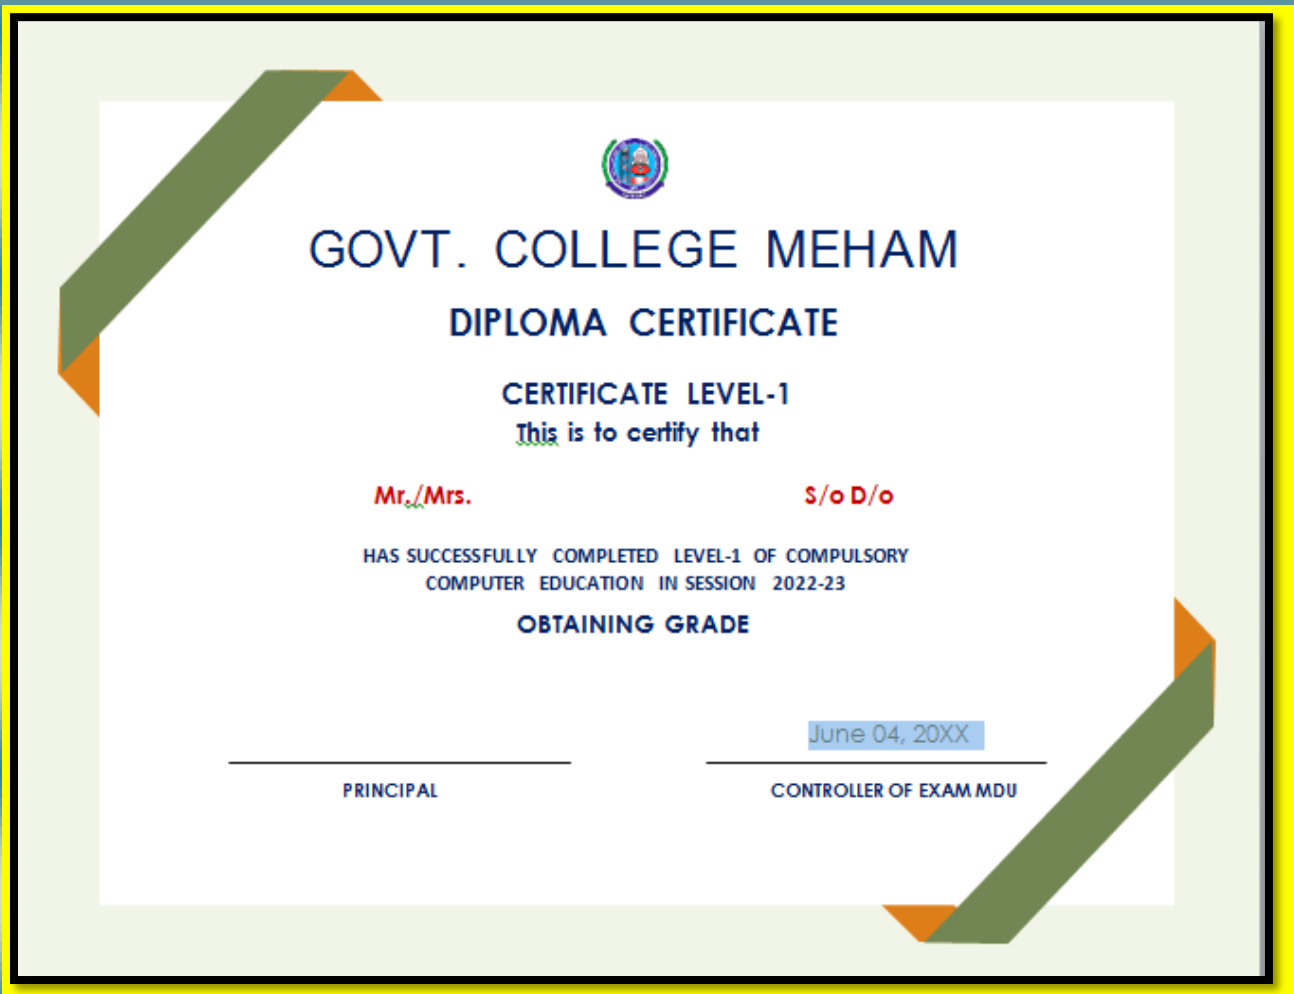 GOVT. COLLEGE MEHAM
DIPLOMA CERTIFICATE
CERTIFICATE LEVEL-1
This is to certify that
Mr./Mrs. S/o D/o
HAS SUCCESSFULLY COMPLETED LEVEL-1 OF COMPULSORY
COMPUTER EDUCATION IN SESSION 2022-23
OBTAINING GRADE
June 04, 20XX
PRINCIPAL CONTROLLER OF EXAM MDU